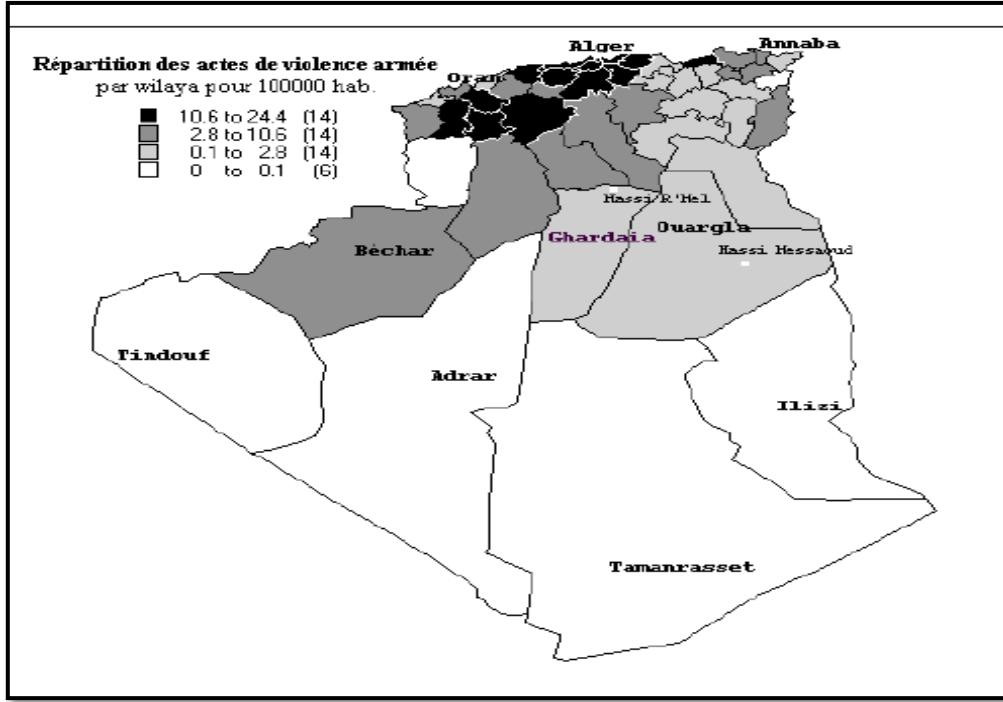 Répartition des actes de violence armée
par wilaya pour 100000 hab.
10.6 to 24.4 (14)
2.8 to 10.6 (14)
0.1 to 2.8 (14)
0 to 0.1 (6)
Alger
Annaba
Oran
Hassi R'Mel
Ouargla
Ghardaia
Hassi Messaoud
Béchar
Tindouf
Adrar
Ilizi
Tamanrasset